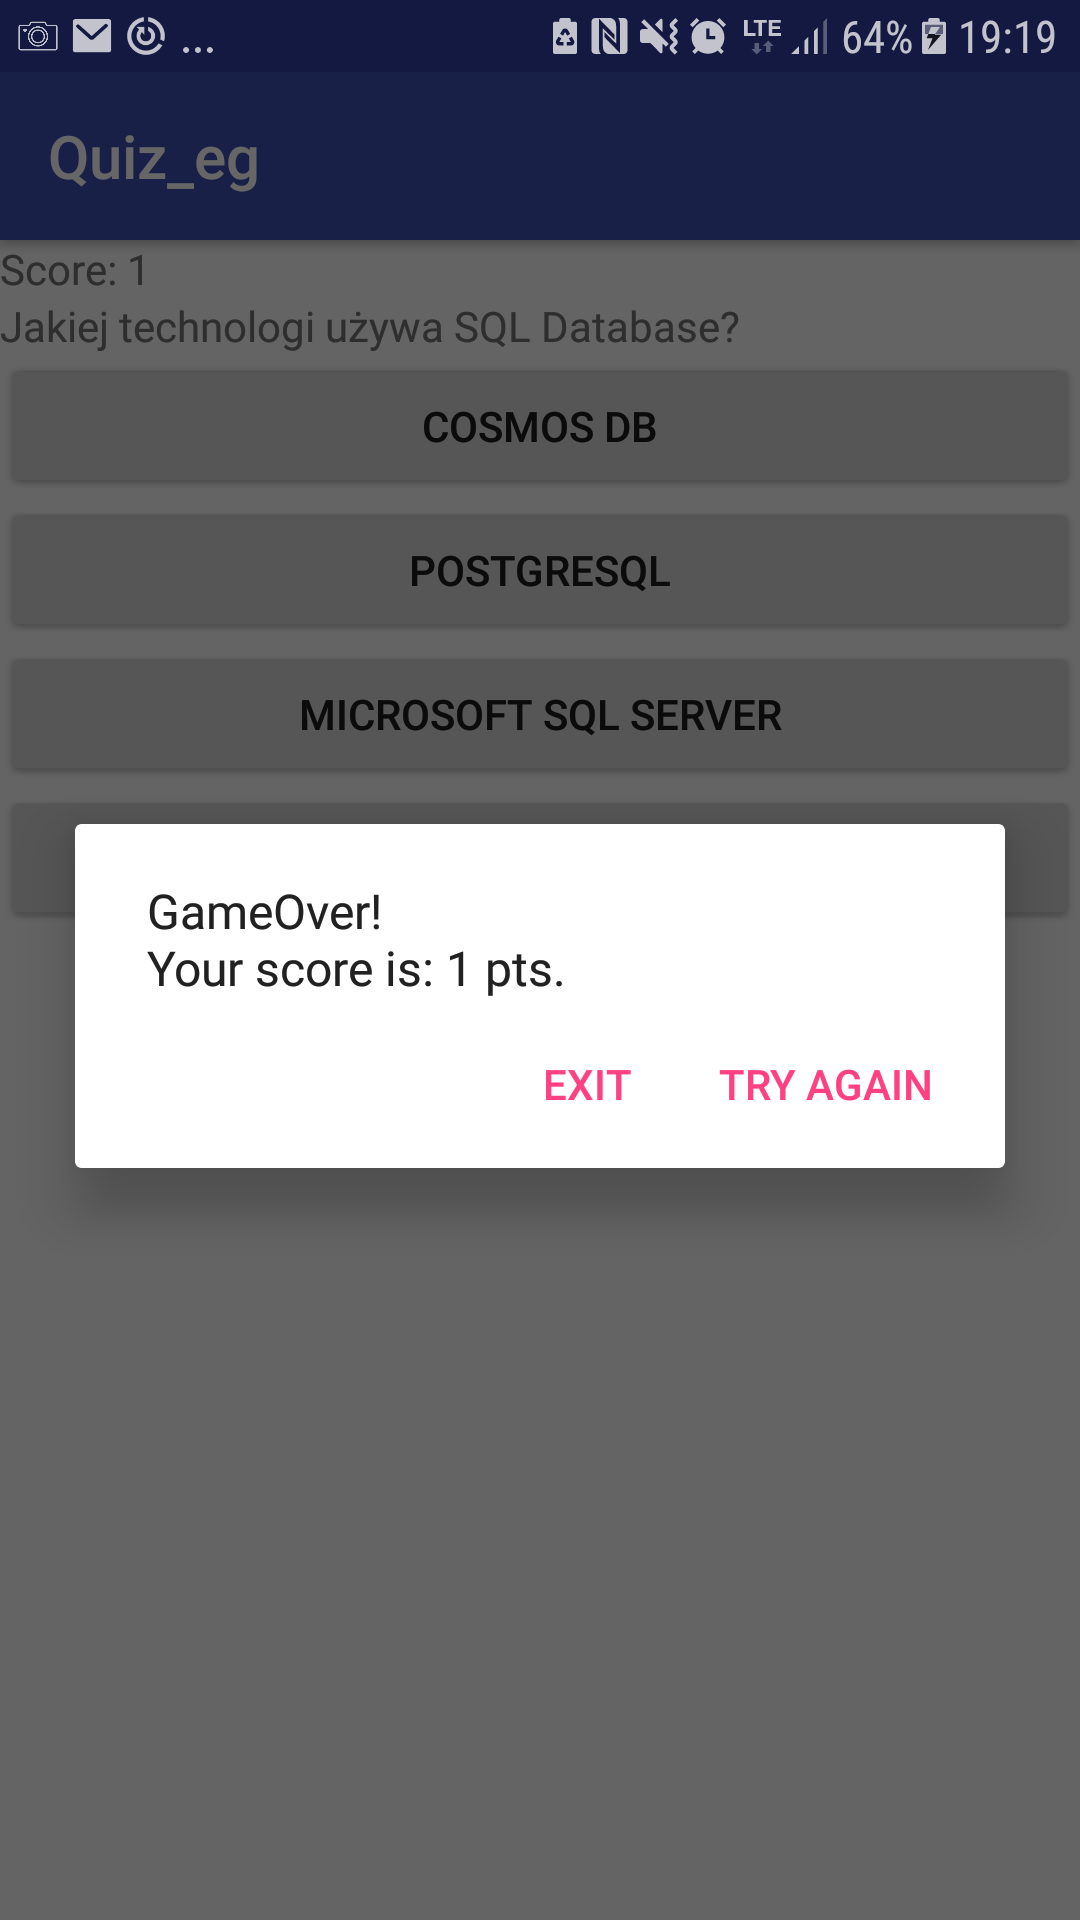 ... LTE 64% 19:19
Quiz_eg
Score: 1
Jakiej technologi używa SQL Database?
COSMOS DB
POSTGRESQL
MICROSOFT SQL SERVER
GameOver!
Your score is: 1 pts.
EXIT TRY AGAIN